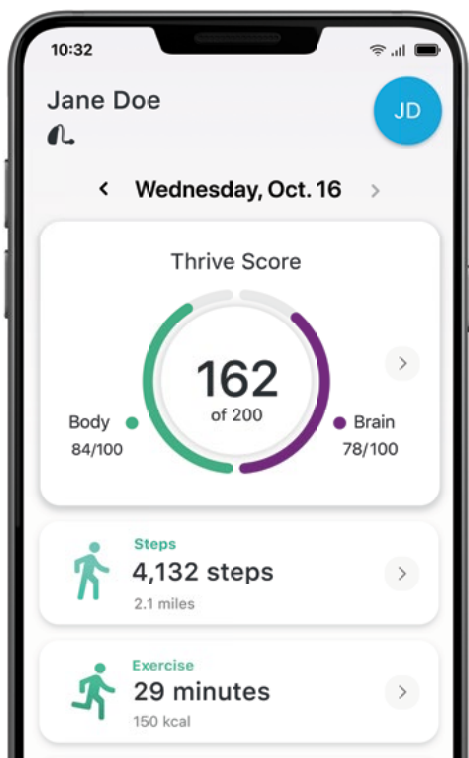 10:32
Jane Doe
JD
Wednesday, Oct. 16
Thrive Score
162
of 200
Body
84/100
Brain
78/100
Steps
4,132 steps
2.1 miles
Exercise
29 minutes
150 kcal